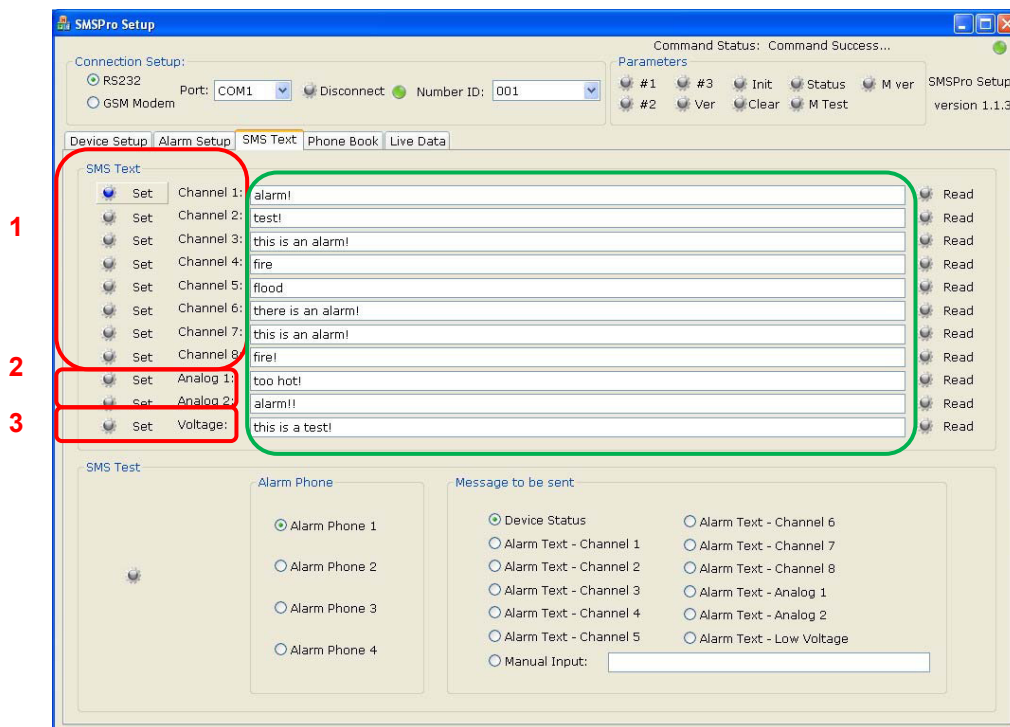 SMSPro Setup
Command Status: Command Success...
Connection Setup:
Parameters
RS232
Port: COM1 Disconnect Number ID: 001
GSM Modem
#1 #3 Init Status M ver
#2 Ver Clear M Test
SMSPro Setup
version 1.1.3
Device Setup Alarm Setup SMS Text Phone Book Live Data
SMS Text
1
Set Channel 1: alarm! Read
Set Channel 2: test! Read
Set Channel 3: this is an alarm! Read
Set Channel 4: fire Read
Set Channel 5: flood Read
Set Channel 6: there is an alarm! Read
Set Channel 7: this is an alarm! Read
Set Channel 8: fire! Read
2
Set Analog 1: too hot! Read
Set Analog 2: alarm!! Read
3
Set Voltage: this is a test! Read
SMS Test
Alarm Phone
Alarm Phone 1
Alarm Phone 2
Alarm Phone 3
Alarm Phone 4
Message to be sent
Device Status
Alarm Text - Channel 1
Alarm Text - Channel 2
Alarm Text - Channel 3
Alarm Text - Channel 4
Alarm Text - Channel 5
Manual Input:
Alarm Text - Channel 6
Alarm Text - Channel 7
Alarm Text - Channel 8
Alarm Text - Analog 1
Alarm Text - Analog 2
Alarm Text - Low Voltage